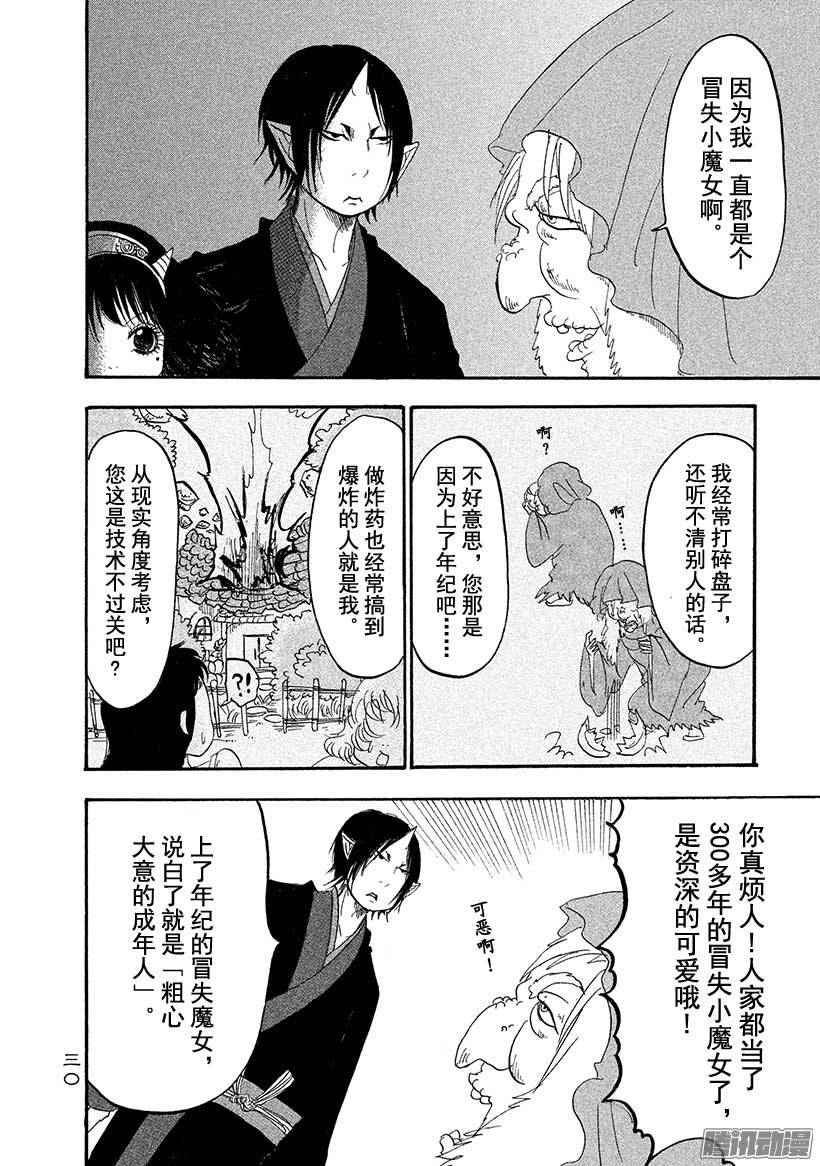 因为我一直都是个
冒失小魔女啊。
我经常打碎盘子，
还听不清别人的话。
啊？
啊……
不好意思，您那是
因为上了年纪吧……
做炸药也经常搞到
爆炸的人就是我。
?!
从现实角度考虑，
您这是技术不过关吧？
你真烦人！人家都当了
300多年的冒失小魔女了，
是资深的可爱哦！
可恶啊！
上了年纪的冒失魔女，
说白了就是「粗心
大意的成年人」。
三〇
腾讯动漫